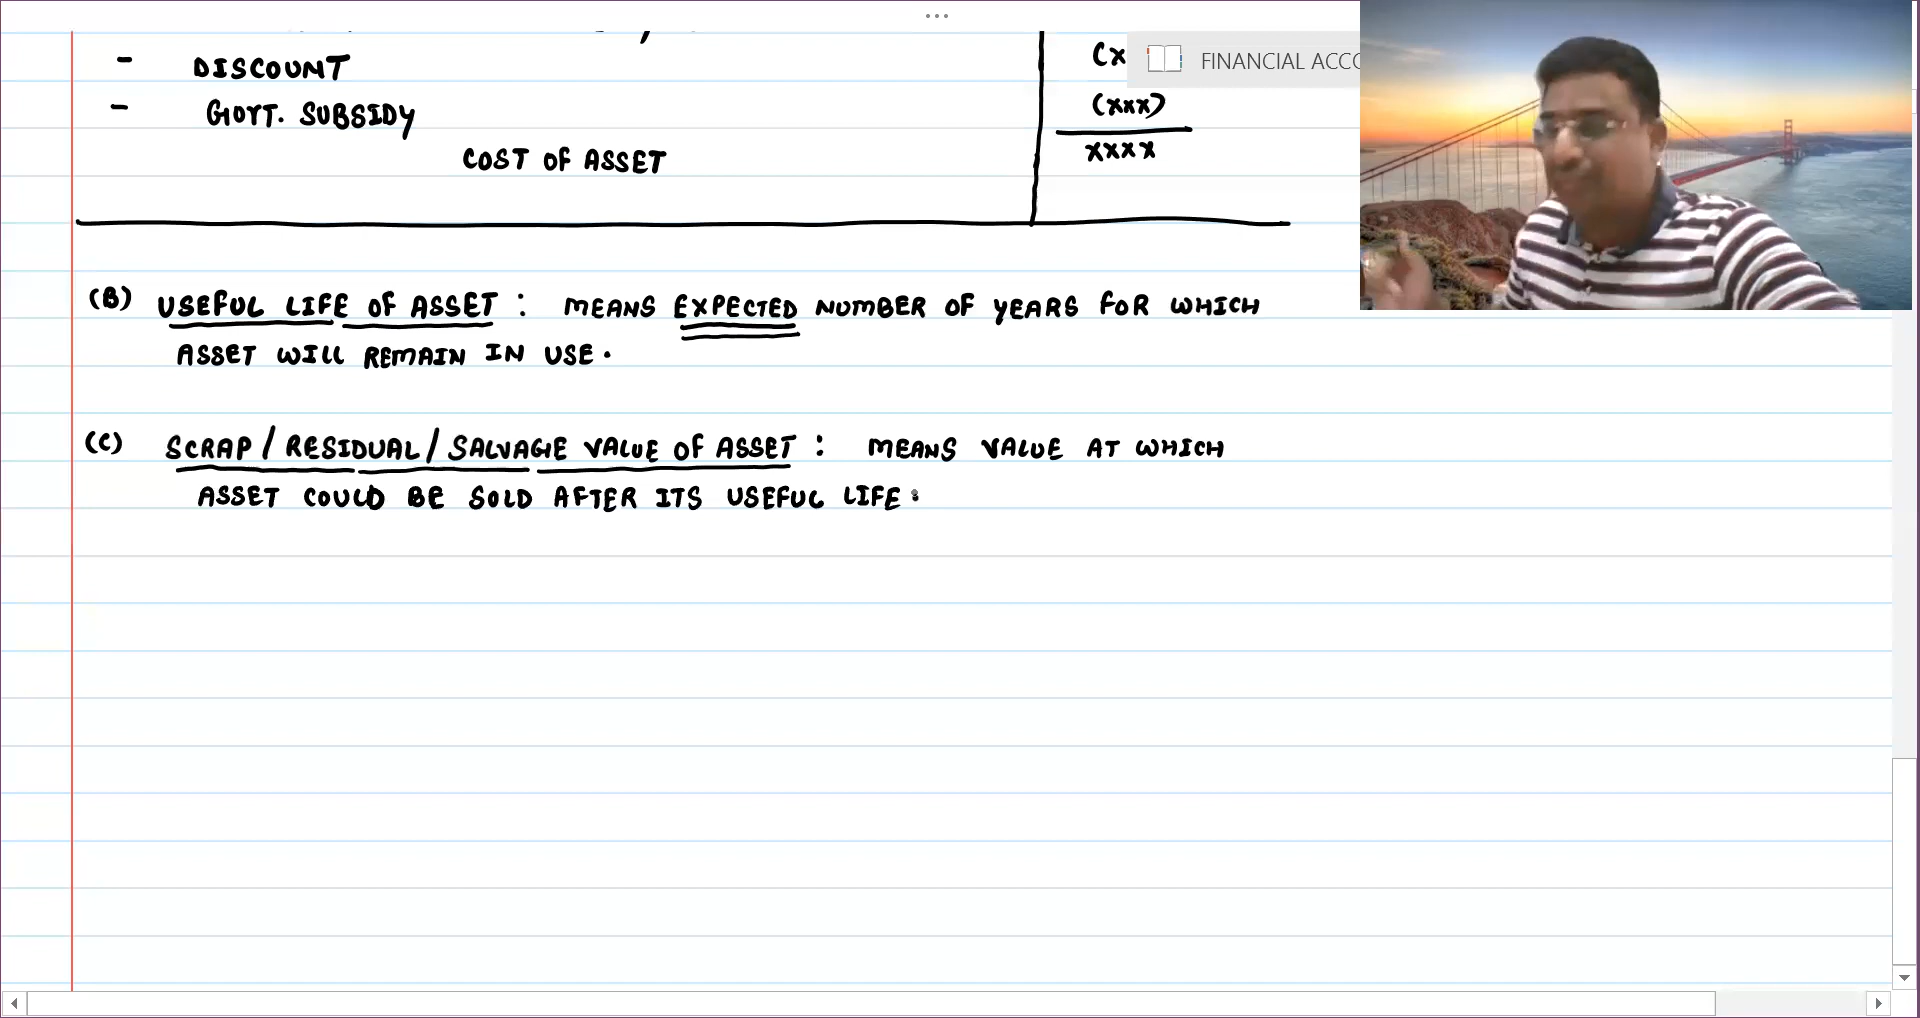 - DISCOUNT (x
FINANCIAL ACCO
- GOVT. SUBSIDY (xxx)
COST OF ASSET xxxx
(B) USEFUL LIFE OF ASSET : MEANS EXPECTED NUMBER OF YEARS FOR WHICH
ASSET WILL REMAIN IN USE.
(C) SCRAP / RESIDUAL / SALVAGE VALUE OF ASSET : MEANS VALUE AT WHICH
ASSET COULD BE SOLD AFTER ITS USEFUL LIFE.